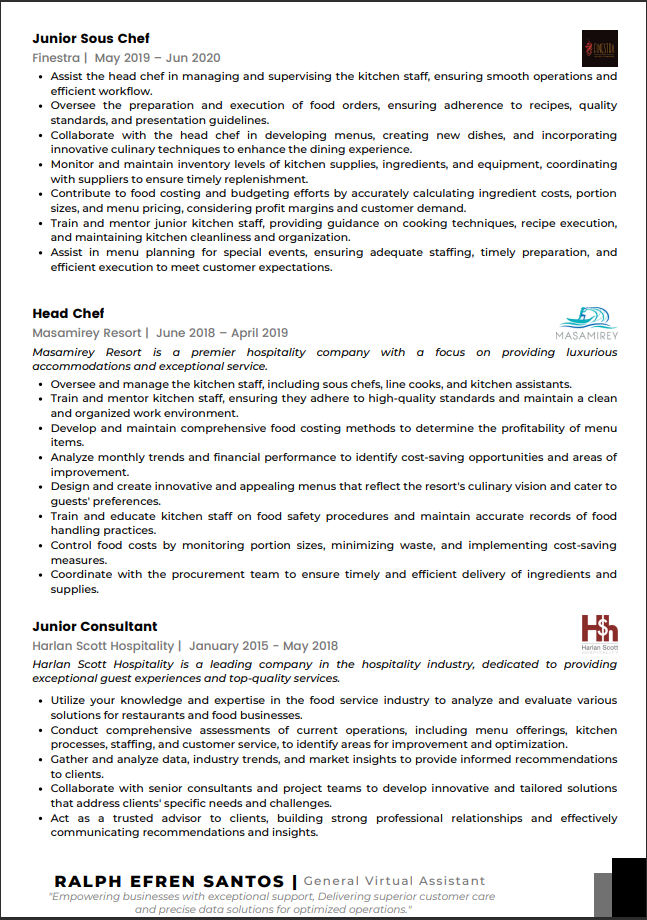 Junior Sous Chef
Finestra | May 2019 – Jun 2020
FINESTRA
• Assist the head chef in managing and supervising the kitchen staff, ensuring smooth operations and
efficient workflow.
• Oversee the preparation and execution of food orders, ensuring adherence to recipes, quality
standards, and presentation guidelines.
• Collaborate with the head chef in developing menus, creating new dishes, and incorporating
innovative culinary techniques to enhance the dining experience.
• Monitor and maintain inventory levels of kitchen supplies, ingredients, and equipment, coordinating
with suppliers to ensure timely replenishment.
• Contribute to food costing and budgeting efforts by accurately calculating ingredient costs, portion
sizes, and menu pricing, considering profit margins and customer demand.
• Train and mentor junior kitchen staff, providing guidance on cooking techniques, recipe execution,
and maintaining kitchen cleanliness and organization.
• Assist in menu planning for special events, ensuring adequate staffing, timely preparation, and
efficient execution to meet customer expectations.
Head Chef
Masamirey Resort | June 2018 – April 2019
MASAMIREY
Masamirey Resort is a premier hospitality company with a focus on providing luxurious
accommodations and exceptional service.
• Oversee and manage the kitchen staff, including sous chefs, line cooks, and kitchen assistants.
• Train and mentor kitchen staff, ensuring they adhere to high-quality standards and maintain a clean
and organized work environment.
• Develop and maintain comprehensive food costing methods to determine the profitability of menu
items.
• Analyze monthly trends and financial performance to identify cost-saving opportunities and areas of
improvement.
• Design and create innovative and appealing menus that reflect the resort's culinary vision and cater to
guests' preferences.
• Train and educate kitchen staff on food safety procedures and maintain accurate records of food
handling practices.
• Control food costs by monitoring portion sizes, minimizing waste, and implementing cost-saving
measures.
• Coordinate with the procurement team to ensure timely and efficient delivery of ingredients and
supplies.
Junior Consultant
Harlan Scott Hospitality | January 2015 - May 2018
H$h
Harlan Scott
HOSPITALITY
Harlan Scott Hospitality is a leading company in the hospitality industry, dedicated to providing
exceptional guest experiences and top-quality services.
• Utilize your knowledge and expertise in the food service industry to analyze and evaluate various
solutions for restaurants and food businesses.
• Conduct comprehensive assessments of current operations, including menu offerings, kitchen
processes, staffing, and customer service, to identify areas for improvement and optimization.
• Gather and analyze data, industry trends, and market insights to provide informed recommendations
to clients.
• Collaborate with senior consultants and project teams to develop innovative and tailored solutions
that address clients' specific needs and challenges.
• Act as a trusted advisor to clients, building strong professional relationships and effectively
communicating recommendations and insights.
RALPH EFREN SANTOS | General Virtual Assistant
"Empowering businesses with exceptional support, Delivering superior customer care
and precise data solutions for optimized operations."